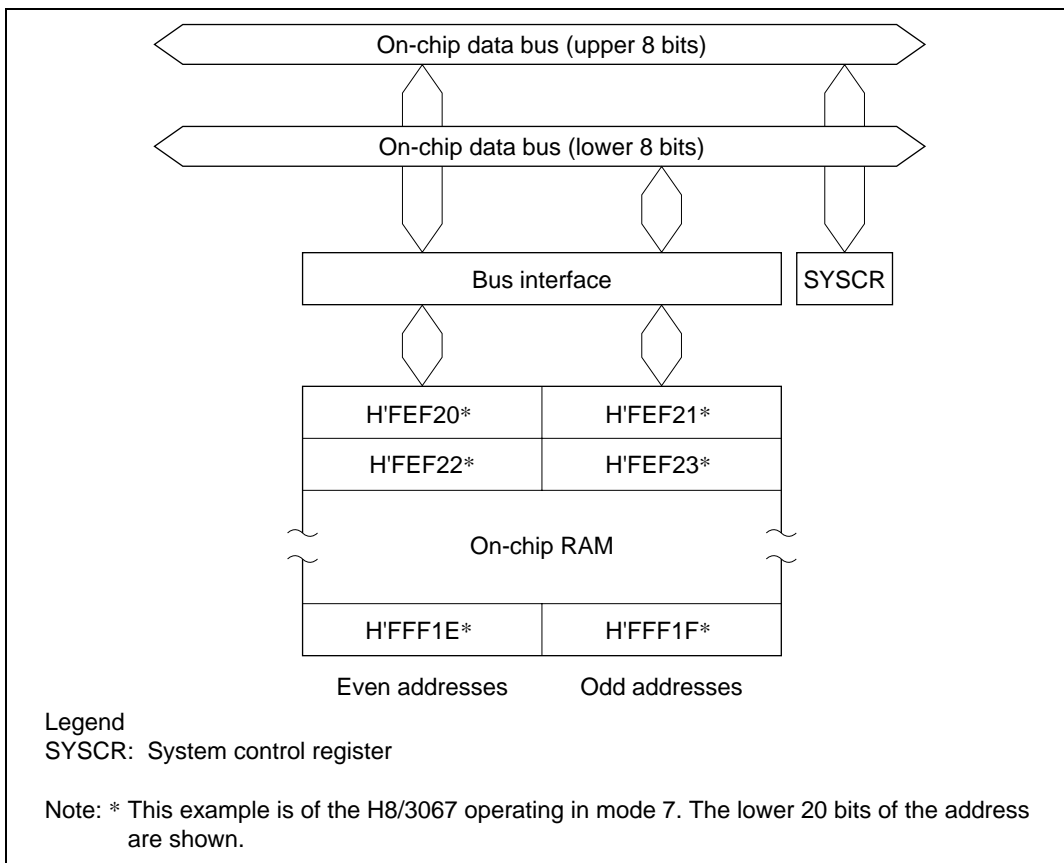 On-chip data bus (upper 8 bits)
On-chip data bus (lower 8 bits)
Bus interface
SYSCR
H'FEF20*
H'FEF21*
H'FEF22*
H'FEF23*
On-chip RAM
H'FFF1E*
H'FFF1F*
Even addresses
Odd addresses
Legend
SYSCR: System control register
Note: * This example is of the H8/3067 operating in mode 7. The lower 20 bits of the address
are shown.